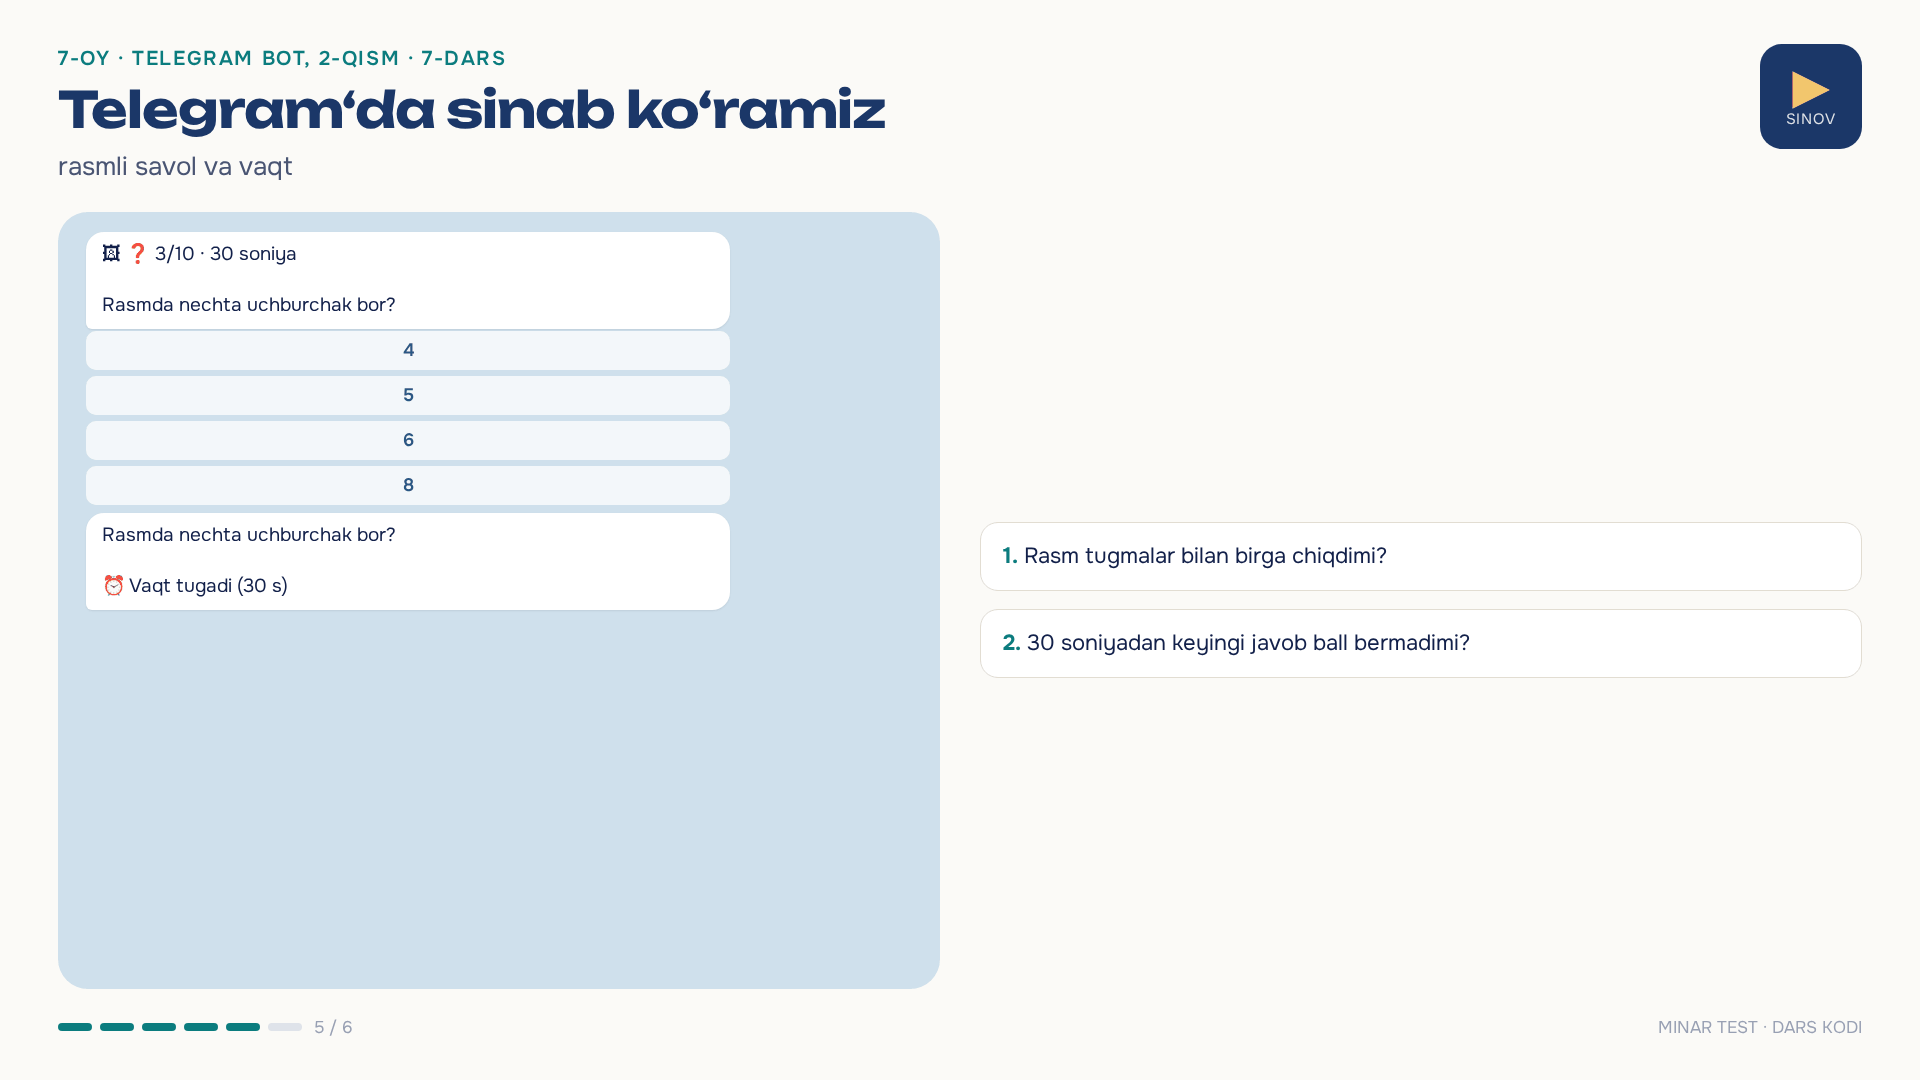 7-OY · TELEGRAM BOT, 2-QISM · 7-DARS
Telegram‘da sinab ko‘ramiz
rasmli savol va vaqt
SINOV
🖼 ❓ 3/10 · 30 soniya
Rasmda nechta uchburchak bor?
4
5
6
8
Rasmda nechta uchburchak bor?
⏰ Vaqt tugadi (30 s)
1. Rasm tugmalar bilan birga chiqdimi?
2. 30 soniyadan keyingi javob ball bermadimi?
5 / 6
MINAR TEST · DARS KODI